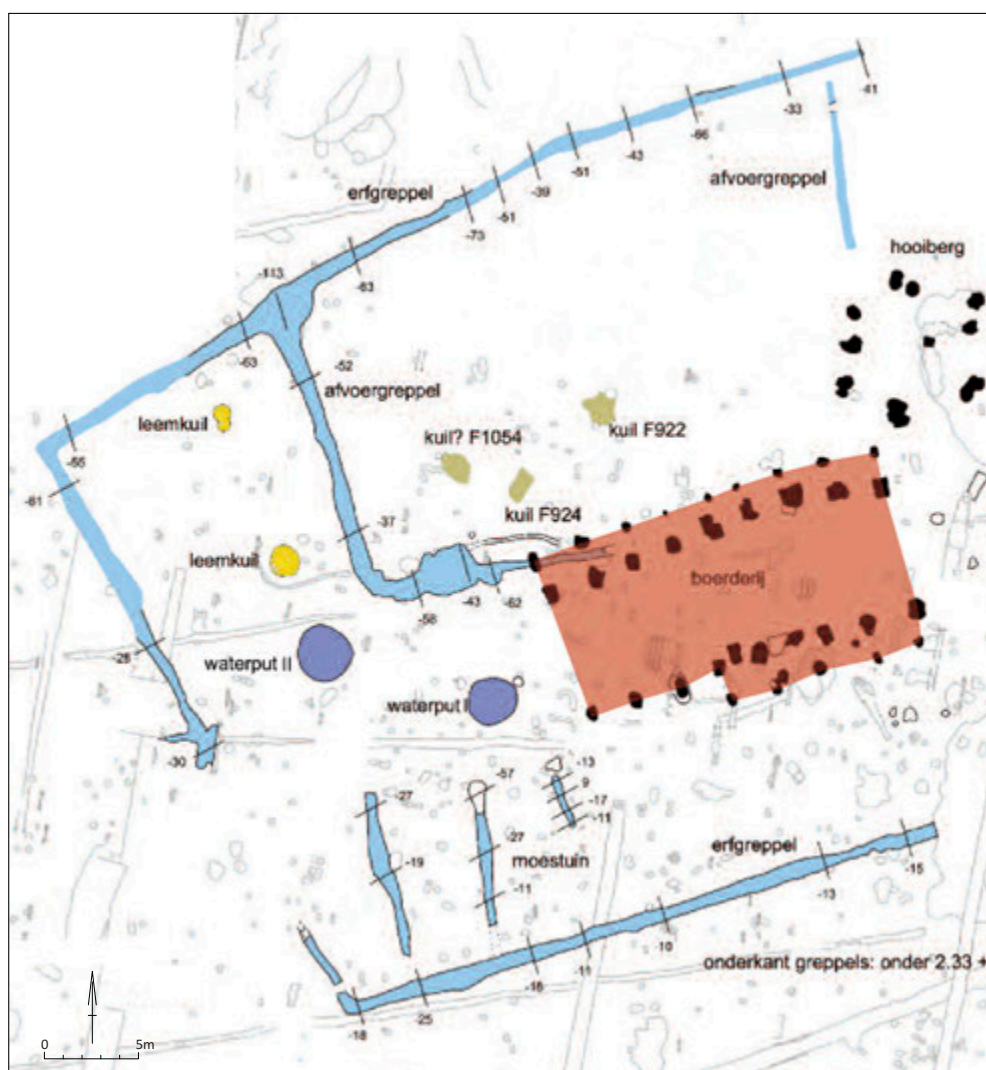 -41
-33
-66
-43
-51
-39
-51
-73
afvoergreppel
erfgreppel
hooiberg
-63
-113
-63
-52
afvoergreppel
leemkuil
kuil F922
kuil? F1054
-55
-61
kuil F924
-37
leemkuil
boerderij
-58
-43
-62
-28
waterput II
waterput I
-30
-13
9
-17
-11
-57
-27
-27
-19
moestuin
-11
erfgreppel
-15
-13
-10
-11
-16
-25
-18
onderkant greppels: onder 2.33 +
0
5m